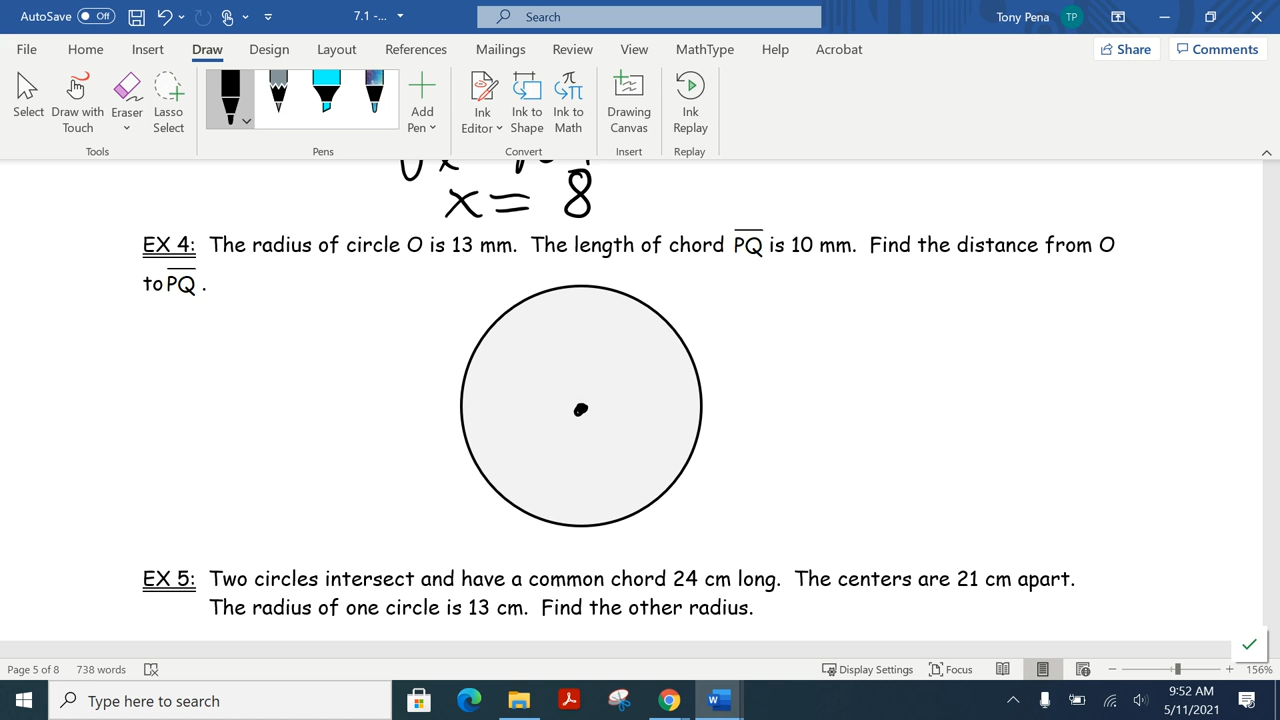 AutoSave Off 7.1 -... Search Tony Pena TP
File Home Insert Draw Design Layout References Mailings Review View MathType Help Acrobat Share Comments
Select Draw with Touch Eraser Lasso Select Add Pen Ink Editor Ink to Shape Ink to Math Drawing Canvas Ink Replay
Tools Pens Convert Insert Replay
x = 8
EX 4: The radius of circle O is 13 mm. The length of chord PQ is 10 mm. Find the distance from O
to PQ .
EX 5: Two circles intersect and have a common chord 24 cm long. The centers are 21 cm apart.
The radius of one circle is 13 cm. Find the other radius.
Page 5 of 8 738 words Display Settings Focus 156%
Type here to search 9:52 AM
5/11/2021